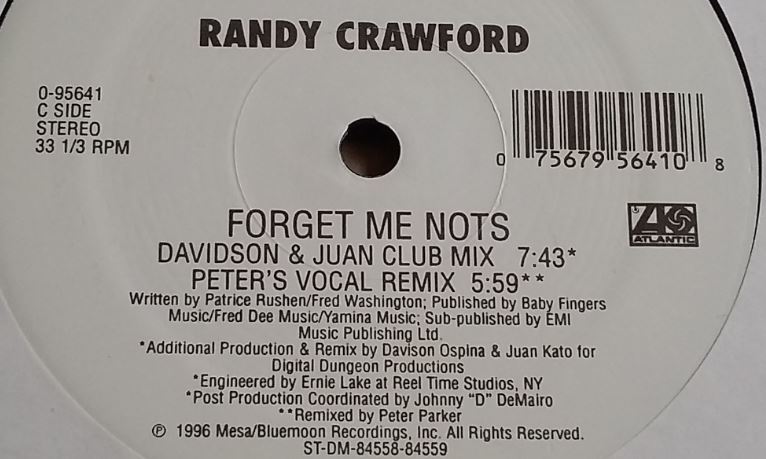 RANDY CRAWFORD
0-95641
C SIDE
STEREO
33 1/3 RPM
0 75679 56410 8
ATLANTIC
FORGET ME NOTS
DAVIDSON & JUAN CLUB MIX 7:43*
PETER'S VOCAL REMIX 5:59**
Written by Patrice Rushen/Fred Washington; Published by Baby Fingers
Music/Fred Dee Music/Yamina Music; Sub-published by EMI
Music Publishing Ltd.
*Additional Production & Remix by Davison Ospina & Juan Kato for
Digital Dungeon Productions
*Engineered by Ernie Lake at Reel Time Studios, NY
*Post Production Coordinated by Johnny "D" DeMairo
**Remixed by Peter Parker
℗ 1996 Mesa/Bluemoon Recordings, Inc. All Rights Reserved.
ST-DM-84558-84559